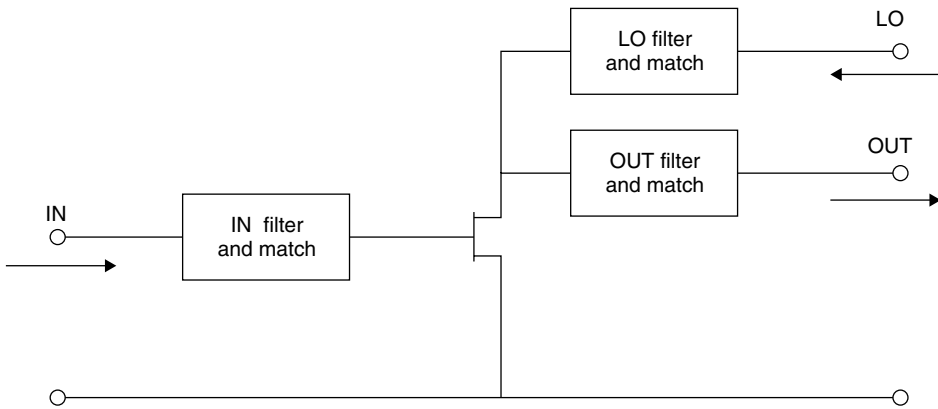 LO
LO filter
and match
OUT
OUT filter
and match
IN
IN filter
and match